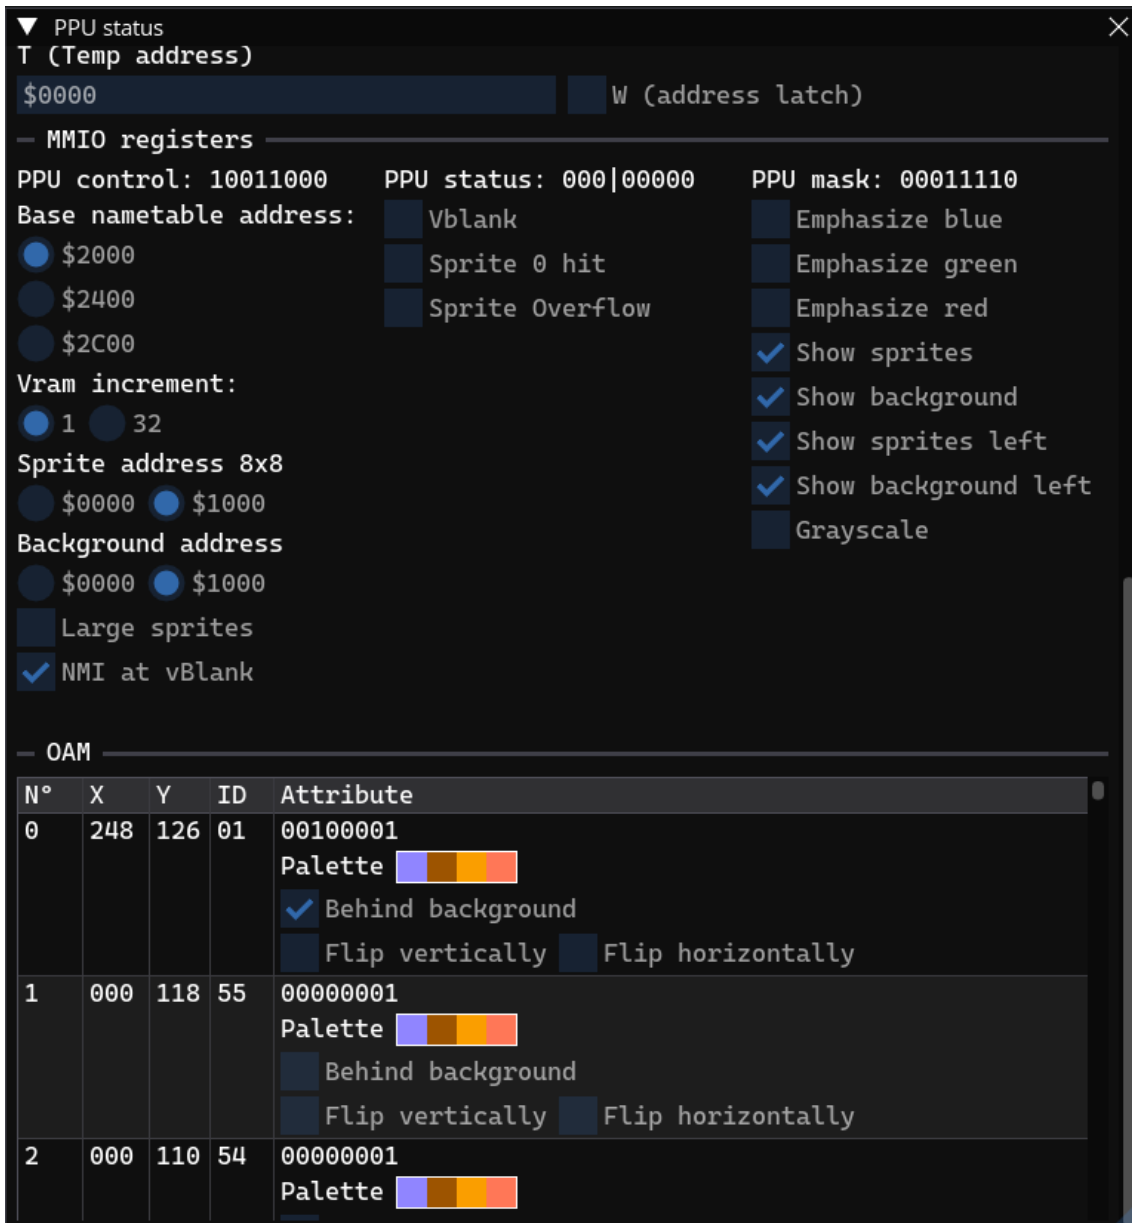 PPU status
T (Temp address)
$0000 W (address latch)
MMIO registers
PPU control: 10011000
Base nametable address:
$2000
$2400
$2C00
Vram increment:
1 32
Sprite address 8x8
$0000 $1000
Background address
$0000 $1000
Large sprites
NMI at vBlank
PPU status: 000|00000
Vblank
Sprite 0 hit
Sprite Overflow
PPU mask: 00011110
Emphasize blue
Emphasize green
Emphasize red
Show sprites
Show background
Show sprites left
Show background left
Grayscale
OAM
N° X Y ID Attribute
0 248 126 01 00100001
Palette
Behind background
Flip vertically Flip horizontally
1 000 118 55 00000001
Palette
Behind background
Flip vertically Flip horizontally
2 000 110 54 00000001
Palette